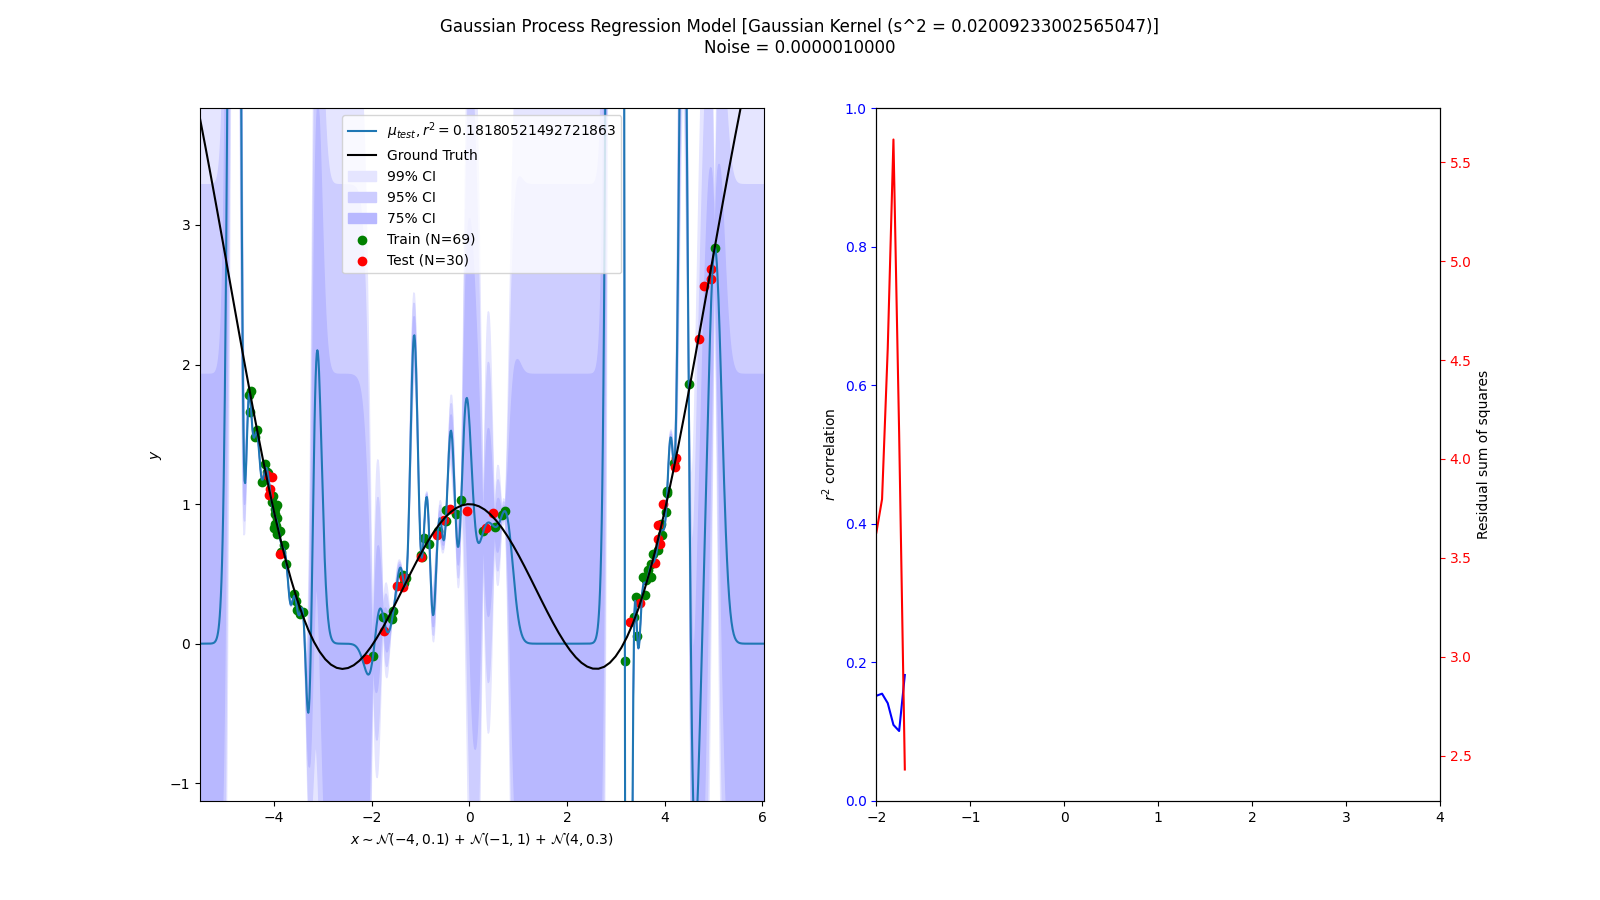 Gaussian Process Regression Model [Gaussian Kernel (s^2 = 0.02009233002565047)]
Noise = 0.0000010000
μ_test, r² = 0.18180521492721863
Ground Truth
99% CI
95% CI
75% CI
Train (N=69)
Test (N=30)
3
2
1
0
−1
y
−4 −2 0 2 4 6
x ∼ 𝒩(−4, 0.1) + 𝒩(−1, 1) + 𝒩(4, 0.3)
1.0
0.8
0.6
0.4
0.2
0.0
r² correlation
−2 −1 0 1 2 3 4
5.5
5.0
4.5
4.0
3.5
3.0
2.5
Residual sum of squares